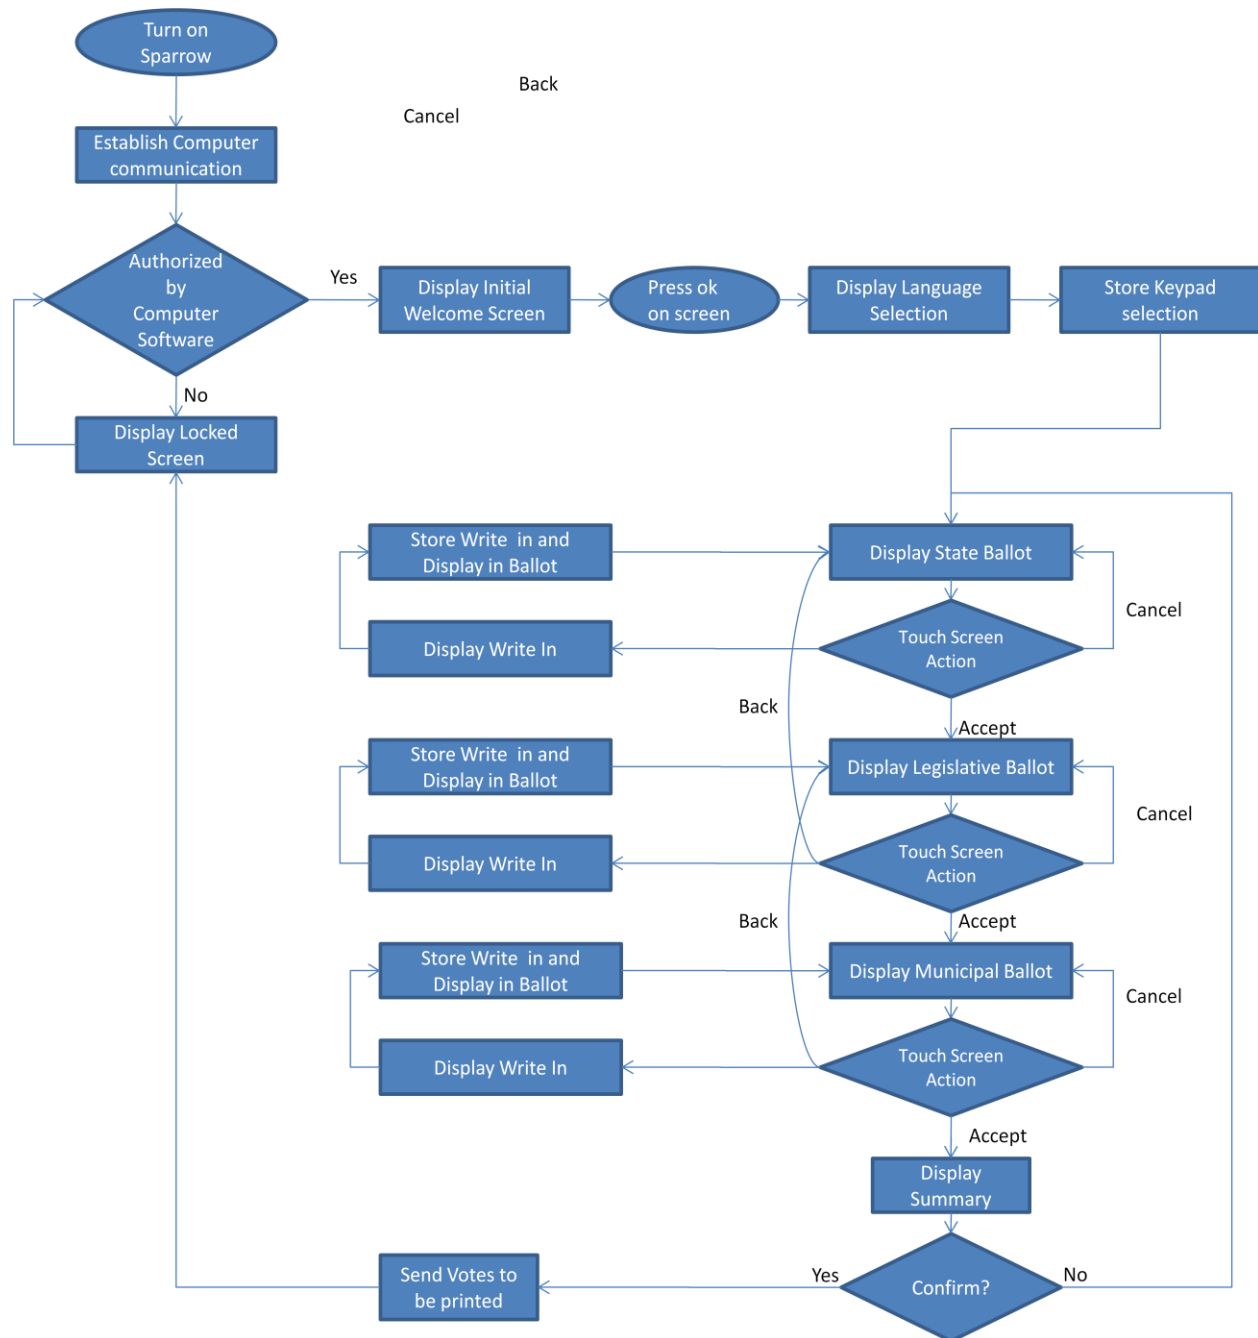 Turn on
Sparrow
Back
Cancel
Establish Computer
communication
Authorized
by
Computer
Software
Yes
Display Initial
Welcome Screen
Press ok
on screen
Display Language
Selection
Store Keypad
selection
No
Display Locked
Screen
Store Write in and
Display in Ballot
Display State Ballot
Cancel
Display Write In
Touch Screen
Action
Back
Accept
Store Write in and
Display in Ballot
Display Legislative Ballot
Cancel
Display Write In
Touch Screen
Action
Back
Accept
Store Write in and
Display in Ballot
Display Municipal Ballot
Cancel
Display Write In
Touch Screen
Action
Accept
Display
Summary
Send Votes to
be printed
Yes
Confirm?
No